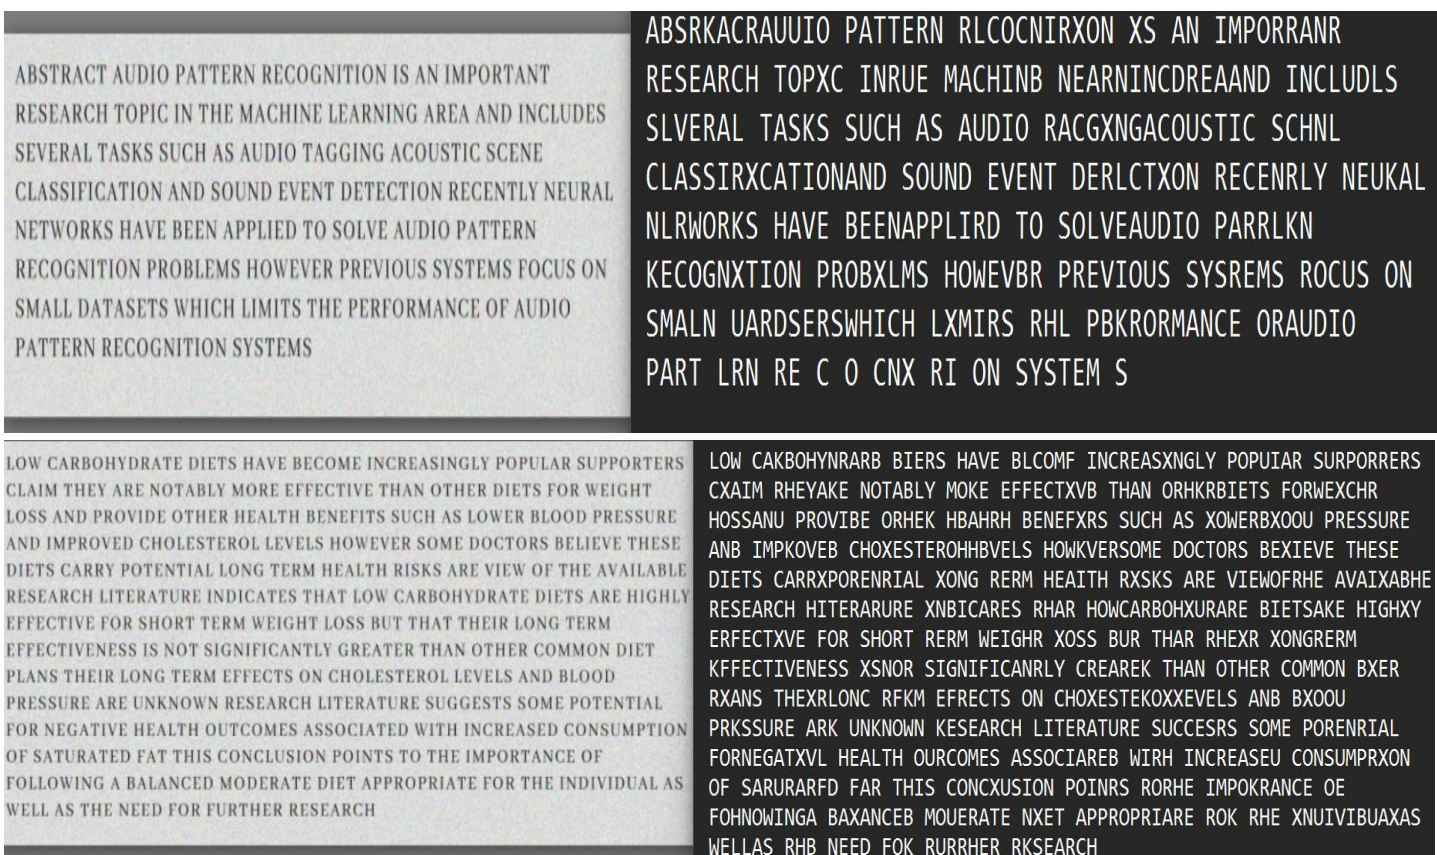 ABSTRACT AUDIO PATTERN RECOGNITION IS AN IMPORTANT
RESEARCH TOPIC IN THE MACHINE LEARNING AREA AND INCLUDES
SEVERAL TASKS SUCH AS AUDIO TAGGING ACOUSTIC SCENE
CLASSIFICATION AND SOUND EVENT DETECTION RECENTLY NEURAL
NETWORKS HAVE BEEN APPLIED TO SOLVE AUDIO PATTERN
RECOGNITION PROBLEMS HOWEVER PREVIOUS SYSTEMS FOCUS ON
SMALL DATASETS WHICH LIMITS THE PERFORMANCE OF AUDIO
PATTERN RECOGNITION SYSTEMS
ABSRKACRAUUIO PATTERN RLCOCNIRXON XS AN IMPORRANR
RESEARCH TOPXC INRUE MACHINB NEARNINCDREAAND INCLUDLS
SLVERAL TASKS SUCH AS AUDIO RACGXNGACOUSTIC SCHNL
CLASSIRXCATIONAND SOUND EVENT DERLCTXON RECENRLY NEUKAL
NLRWORKS HAVE BEENAPPLIRD TO SOLVEAUDIO PARRLKN
KECOGNXTION PROBXLMS HOWEVBR PREVIOUS SYSREMS ROCUS ON
SMALN UARDSERSWHICH LXMIRS RHL PBKRORMANCE ORAUDIO
PART LRN RE C O CNX RI ON SYSTEM S
LOW CARBOHYDRATE DIETS HAVE BECOME INCREASINGLY POPULAR SUPPORTERS
CLAIM THEY ARE NOTABLY MORE EFFECTIVE THAN OTHER DIETS FOR WEIGHT
LOSS AND PROVIDE OTHER HEALTH BENEFITS SUCH AS LOWER BLOOD PRESSURE
AND IMPROVED CHOLESTEROL LEVELS HOWEVER SOME DOCTORS BELIEVE THESE
DIETS CARRY POTENTIAL LONG TERM HEALTH RISKS ARE VIEW OF THE AVAILABLE
RESEARCH LITERATURE INDICATES THAT LOW CARBOHYDRATE DIETS ARE HIGHLY
EFFECTIVE FOR SHORT TERM WEIGHT LOSS BUT THAT THEIR LONG TERM
EFFECTIVENESS IS NOT SIGNIFICANTLY GREATER THAN OTHER COMMON DIET
PLANS THEIR LONG TERM EFFECTS ON CHOLESTEROL LEVELS AND BLOOD
PRESSURE ARE UNKNOWN RESEARCH LITERATURE SUGGESTS SOME POTENTIAL
FOR NEGATIVE HEALTH OUTCOMES ASSOCIATED WITH INCREASED CONSUMPTION
OF SATURATED FAT THIS CONCLUSION POINTS TO THE IMPORTANCE OF
FOLLOWING A BALANCED MODERATE DIET APPROPRIATE FOR THE INDIVIDUAL AS
WELL AS THE NEED FOR FURTHER RESEARCH
LOW CAKBOHYNRARB BIERS HAVE BLCOMF INCREASXNGLY POPUIAR SURPORRERS
CXAIM RHEYAKE NOTABLY MOKE EFFECTXVB THAN ORHKRBIETS FORWEXCHR
HOSSANU PROVIBE ORHEK HBAHRH BENEFXRS SUCH AS XOWERBXOOU PRESSURE
ANB IMPKOVEB CHOXESTEROHHBVELS HOWKVERSOME DOCTORS BEXIEVE THESE
DIETS CARRXPORENRIAL XONG RERM HEAITH RXSKS ARE VIEWOFRHE AVAIXABHE
RESEARCH HITERARURE XNBICARES RHAR HOWCARBOHXURARE BIETSAKE HIGHXY
ERFECTXVE FOR SHORT RERM WEIGHR XOSS BUR THAR RHEXR XONGRERM
KFFECTIVENESS XSNOR SIGNIFICANRLY CREAREK THAN OTHER COMMON BXER
RXANS THEXRLONC RFKM EFRECTS ON CHOXESTEKOXXEVELS ANB BXOOU
PRKSSURE ARK UNKNOWN KESEARCH LITERATURE SUCCESRS SOME PORENRIAL
FORNEGATXVL HEALTH OURCOMES ASSOCIAREB WIRH INCREASEU CONSUMPRXON
OF SARURARFD FAR THIS CONCXUSION POINRS RORHE IMPOKRANCE OE
FOHNOWINGA BAXANCEB MOUERATE NXET APPROPRIARE ROK RHE XNUIVIBUAXAS
WELLAS RHB NEED FOK RURRHER RKSEARCH